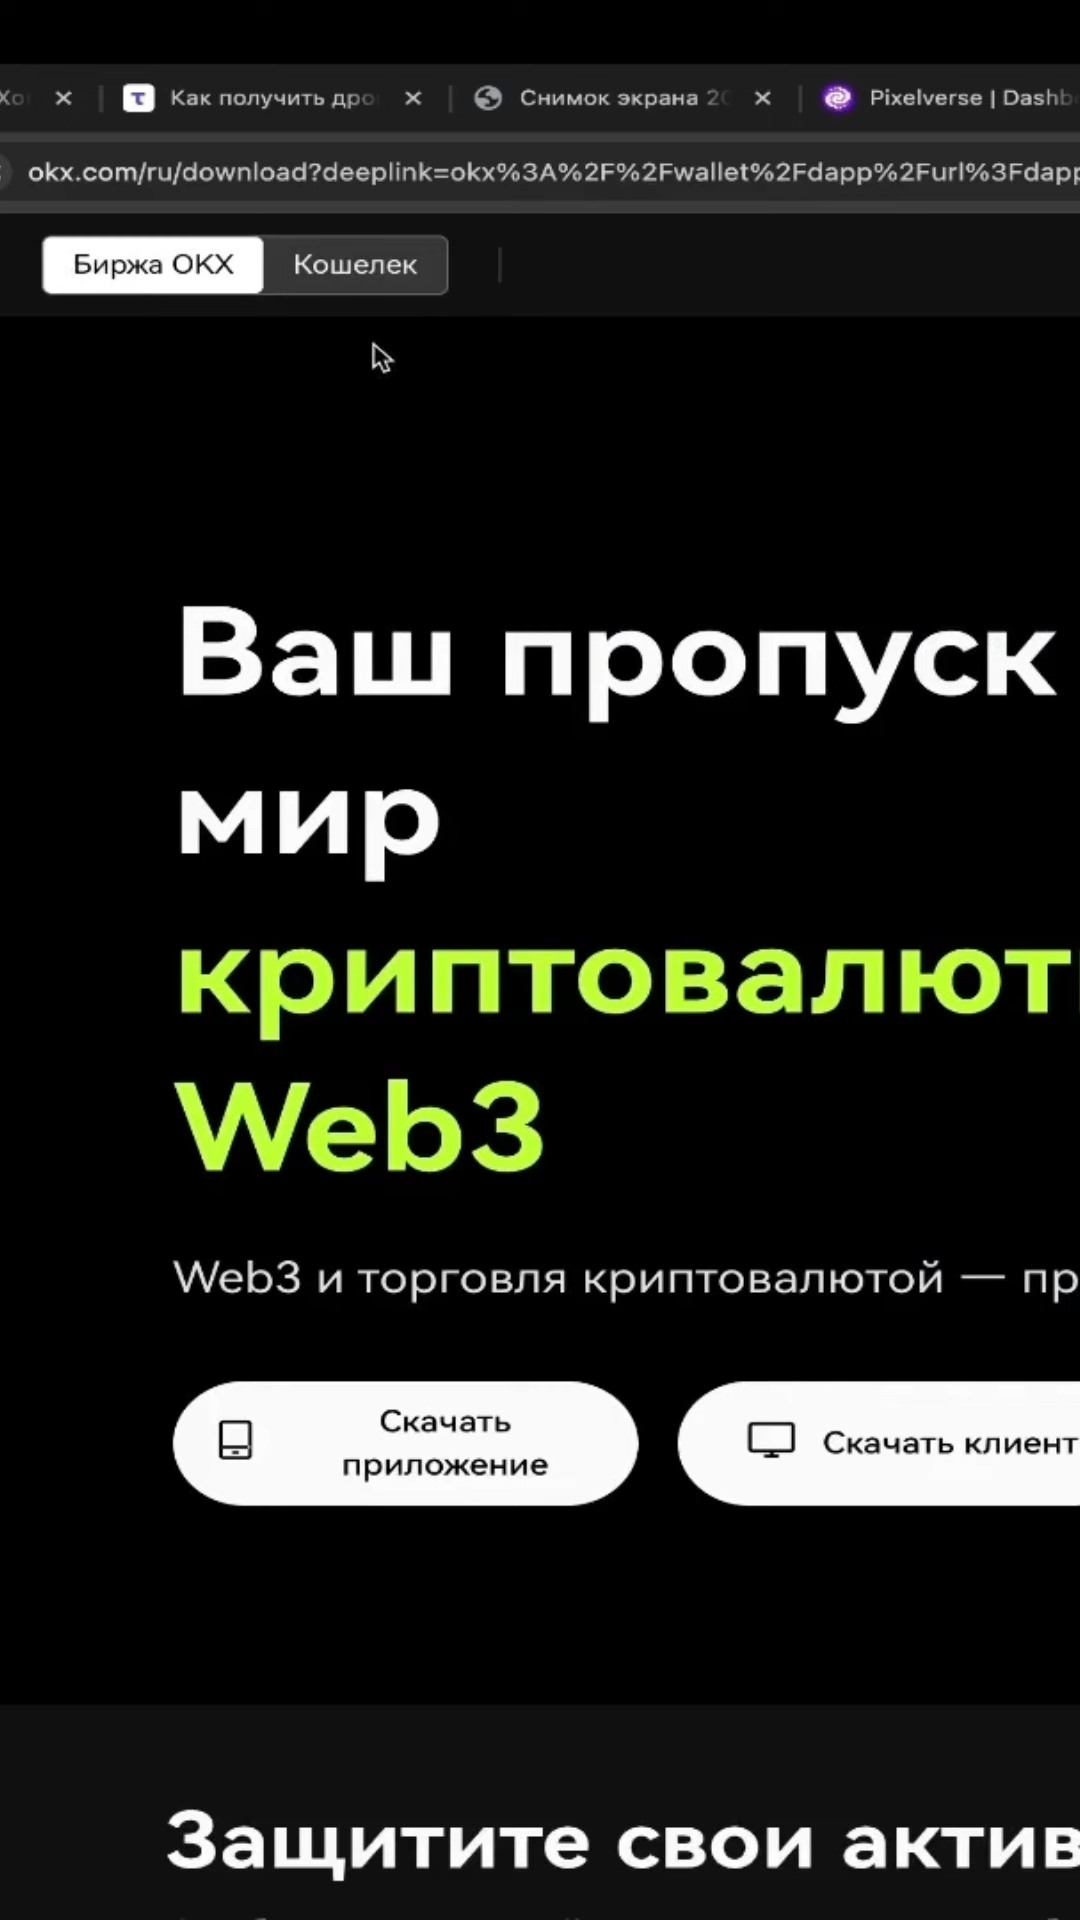 Как получить дро
Снимок экрана 20
Pixelverse | Dashb
okx.com/ru/download?deeplink=okx%3A%2F%2Fwallet%2Fdapp%2Furl%3Fdapp
Биржа OKX
Кошелек
Ваш пропуск
мир
криптовалют
Web3
Web3 и торговля криптовалютой — пр
Скачать
приложение
Скачать клиент
Защитите свои актив